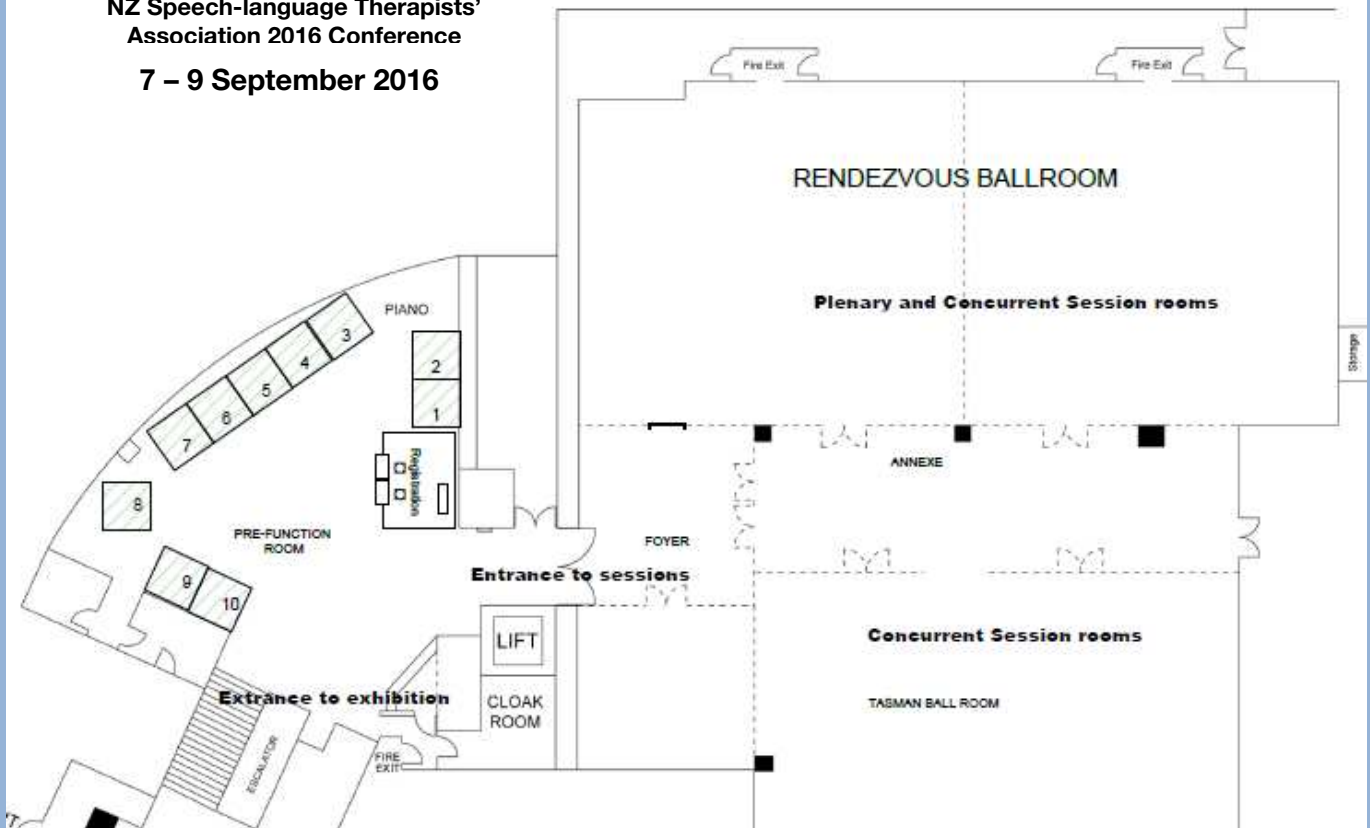 NZ Speech-language Therapists'
Association 2016 Conference
7 – 9 September 2016
Fire Exit
Fire Exit
RENDEZVOUS BALLROOM
Plenary and Concurrent Session rooms
Storage
PIANO
3
4
5
6
7
2
1
Registration
8
ANNEXE
PRE-FUNCTION
ROOM
FOYER
Entrance to sessions
9
10
LIFT
Concurrent Session rooms
Extrance to exhibition
CLOAK
ROOM
TASMAN BALL ROOM
FIRE
EXIT
ESCALATOR